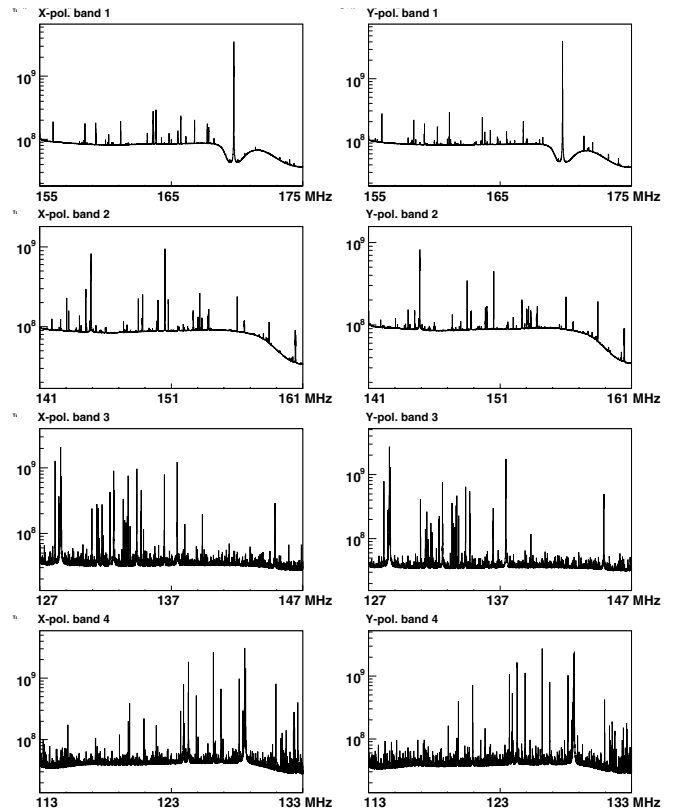 X-pol. band 1
Y-pol. band 1
10⁹
10⁸
155 165 175 MHz
10⁹
10⁸
155 165 175 MHz
X-pol. band 2
Y-pol. band 2
10⁹
10⁸
141 151 161 MHz
10⁹
10⁸
141 151 161 MHz
X-pol. band 3
Y-pol. band 3
10⁹
10⁸
127 137 147 MHz
10⁹
10⁸
127 137 147 MHz
X-pol. band 4
Y-pol. band 4
10⁹
10⁸
113 123 133 MHz
10⁹
10⁸
113 123 133 MHz